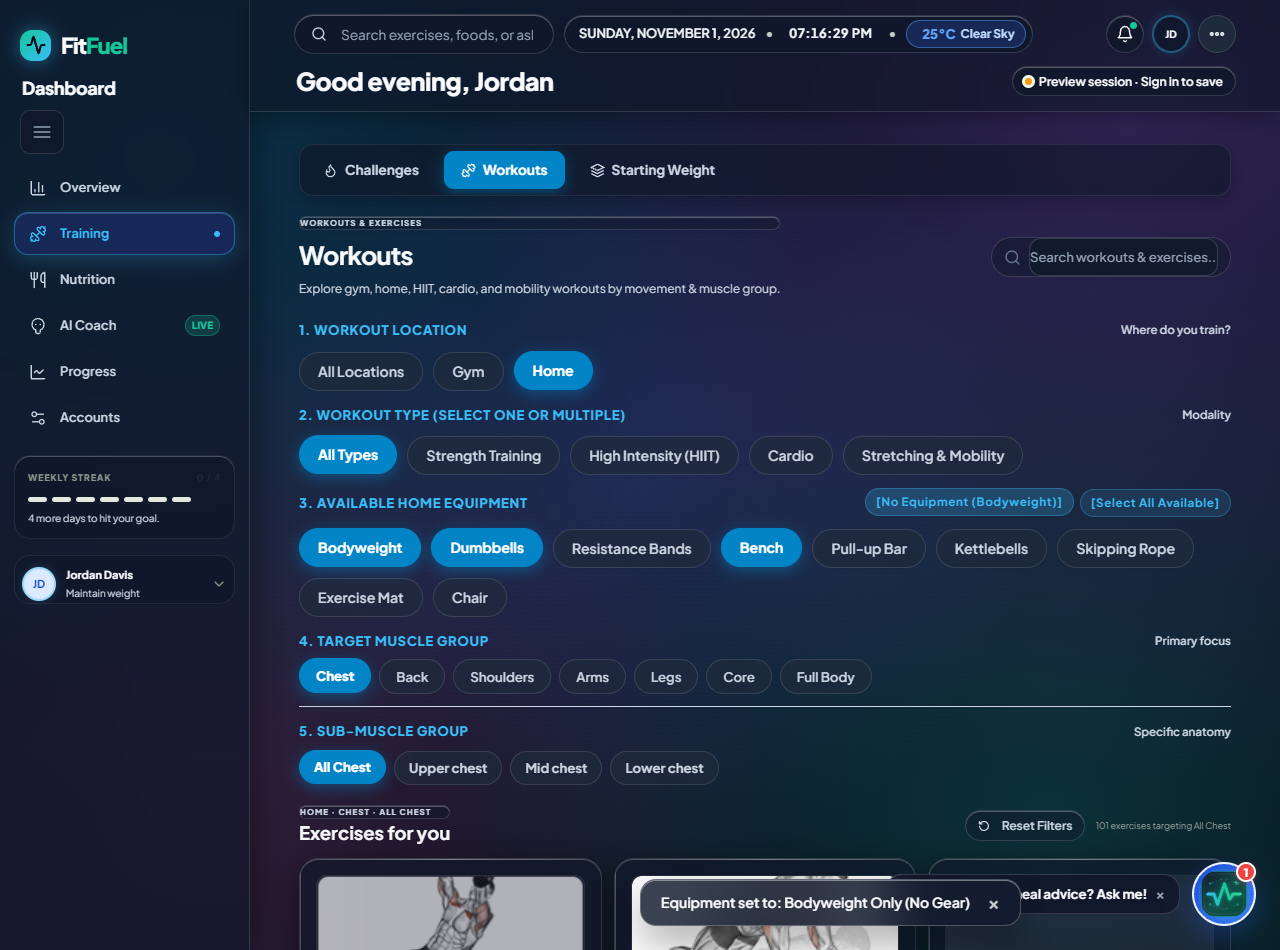 FitFuel
Dashboard
Overview
Training
Nutrition
AI Coach LIVE
Progress
Accounts
WEEKLY STREAK 0 / 4
4 more days to hit your goal.
JD Jordan Davis
Maintain weight
Search exercises, foods, or asl
SUNDAY, NOVEMBER 1, 2026 • 07:16:29 PM • 25°C Clear Sky
JD
Good evening, Jordan
Preview session · Sign in to save
Challenges Workouts Starting Weight
WORKOUTS & EXERCISES
Workouts
Search workouts & exercises..
Explore gym, home, HIIT, cardio, and mobility workouts by movement & muscle group.
1. WORKOUT LOCATION Where do you train?
All Locations Gym Home
2. WORKOUT TYPE (SELECT ONE OR MULTIPLE) Modality
All Types Strength Training High Intensity (HIIT) Cardio Stretching & Mobility
3. AVAILABLE HOME EQUIPMENT [No Equipment (Bodyweight)] [Select All Available]
Bodyweight Dumbbells Resistance Bands Bench Pull-up Bar Kettlebells Skipping Rope
Exercise Mat Chair
4. TARGET MUSCLE GROUP Primary focus
Chest Back Shoulders Arms Legs Core Full Body
5. SUB-MUSCLE GROUP Specific anatomy
All Chest Upper chest Mid chest Lower chest
HOME · CHEST · ALL CHEST
Exercises for you
Reset Filters 101 exercises targeting All Chest
Equipment set to: Bodyweight Only (No Gear) ×
eal advice? Ask me! ×
1